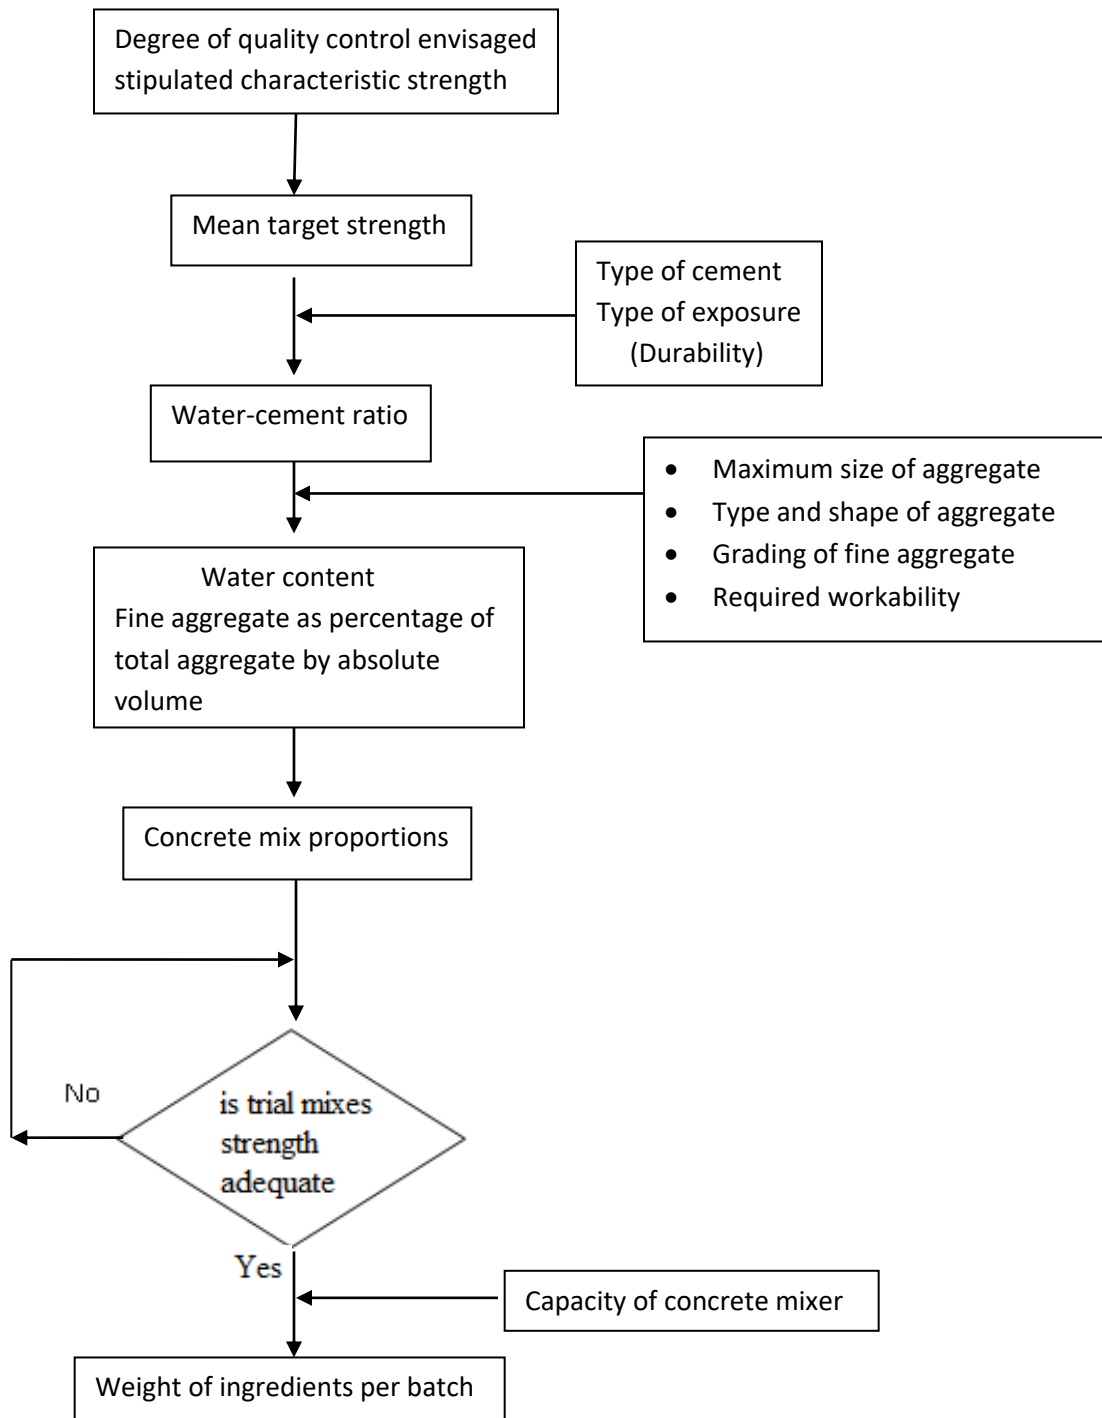 Degree of quality control envisaged
stipulated characteristic strength
Mean target strength
Type of cement
Type of exposure
(Durability)
Water-cement ratio
• Maximum size of aggregate
• Type and shape of aggregate
• Grading of fine aggregate
• Required workability
Water content
Fine aggregate as percentage of
total aggregate by absolute
volume
Concrete mix proportions
No
is trial mixes
strength
adequate
Yes
Capacity of concrete mixer
Weight of ingredients per batch